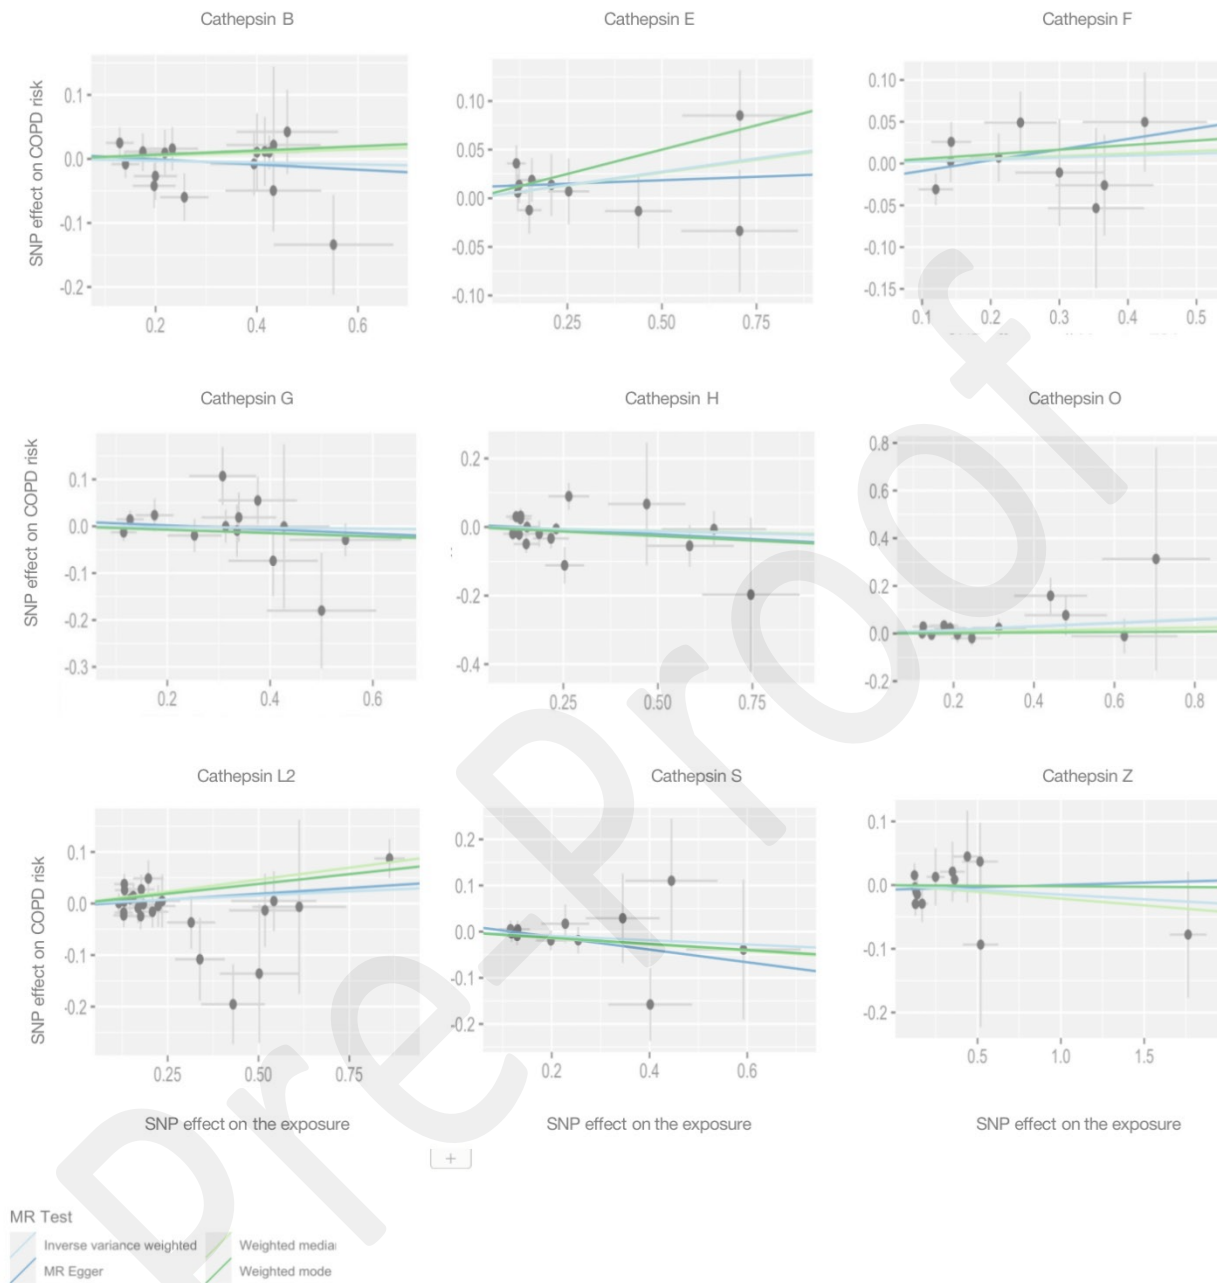 Cathepsin B Cathepsin E Cathepsin F
SNP effect on COPD risk
0.1
0.0
-0.1
-0.2
0.2 0.4 0.6
0.10
0.05
0.00
-0.05
-0.10
0.25 0.50 0.75
0.10
0.05
0.00
-0.05
-0.10
-0.15
0.1 0.2 0.3 0.4 0.5
Cathepsin G Cathepsin H Cathepsin O
SNP effect on COPD risk
0.1
0.0
-0.1
-0.2
-0.3
0.2 0.4 0.6
0.2
0.0
-0.2
-0.4
0.25 0.50 0.75
0.8
0.6
0.4
0.2
0.0
-0.2
0.2 0.4 0.6 0.8
Cathepsin L2 Cathepsin S Cathepsin Z
SNP effect on COPD risk
0.1
0.0
-0.1
-0.2
0.25 0.50 0.75
0.2
0.1
0.0
-0.1
-0.2
0.2 0.4 0.6
0.1
0.0
-0.1
-0.2
0.5 1.0 1.5
SNP effect on the exposure SNP effect on the exposure SNP effect on the exposure
+
MR Test
Inverse variance weighted Weighted media
MR Egger Weighted mode
Pre-Proof